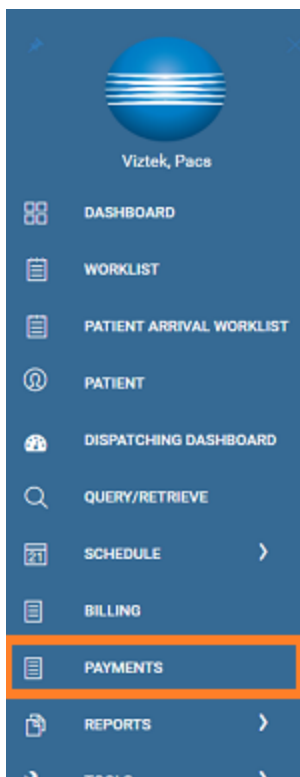 Viztek, Pacs
DASHBOARD
WORKLIST
PATIENT ARRIVAL WORKLIST
PATIENT
DISPATCHING DASHBOARD
QUERY/RETRIEVE
21 SCHEDULE
BILLING
PAYMENTS
REPORTS